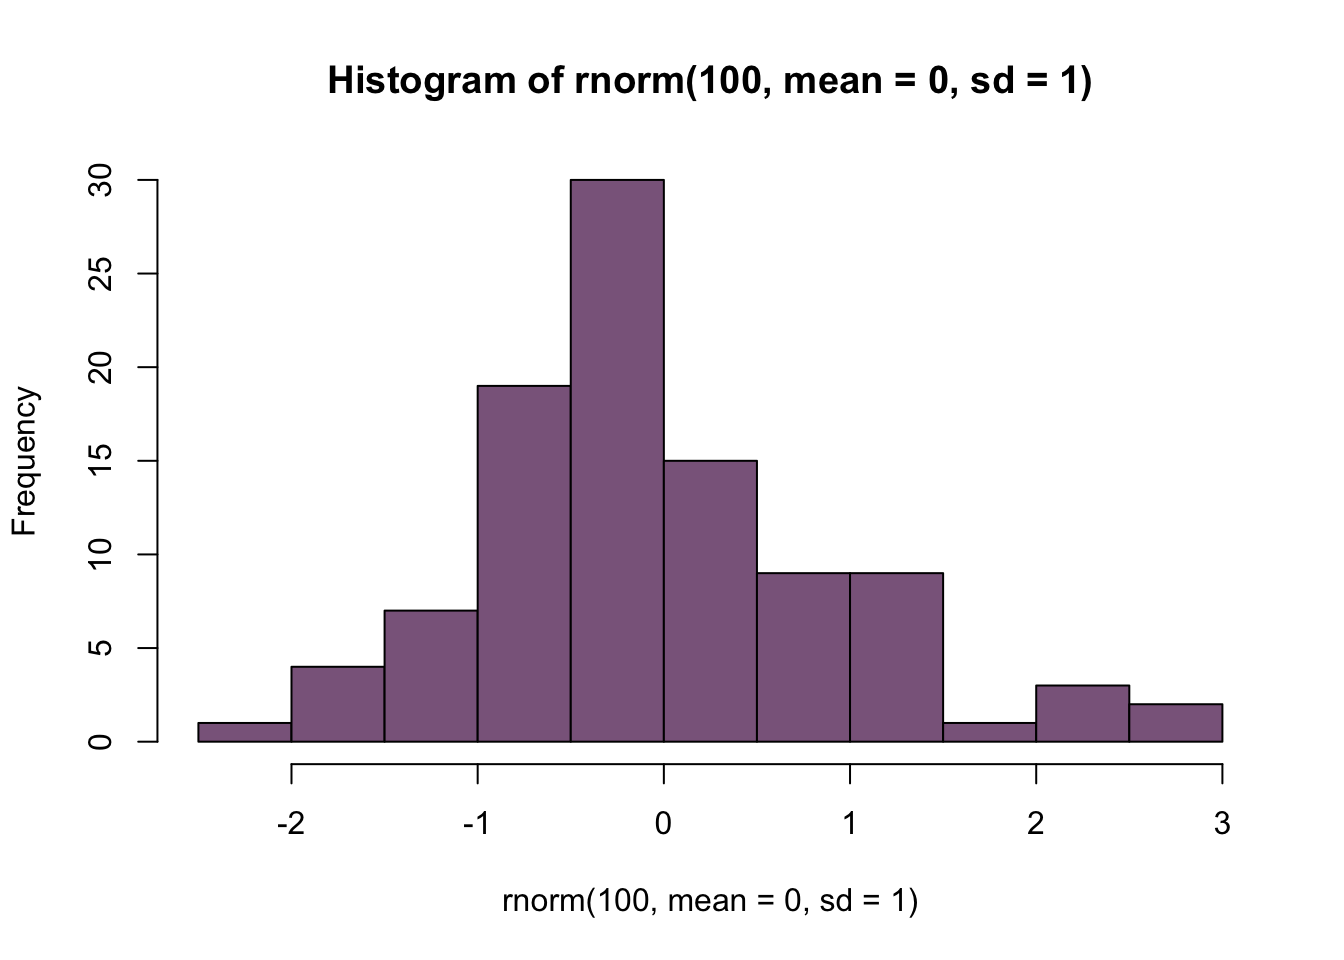 Histogram of rnorm(100, mean = 0, sd = 1)
30
25
20
15
10
5
0
Frequency
-2 -1 0 1 2 3
rnorm(100, mean = 0, sd = 1)